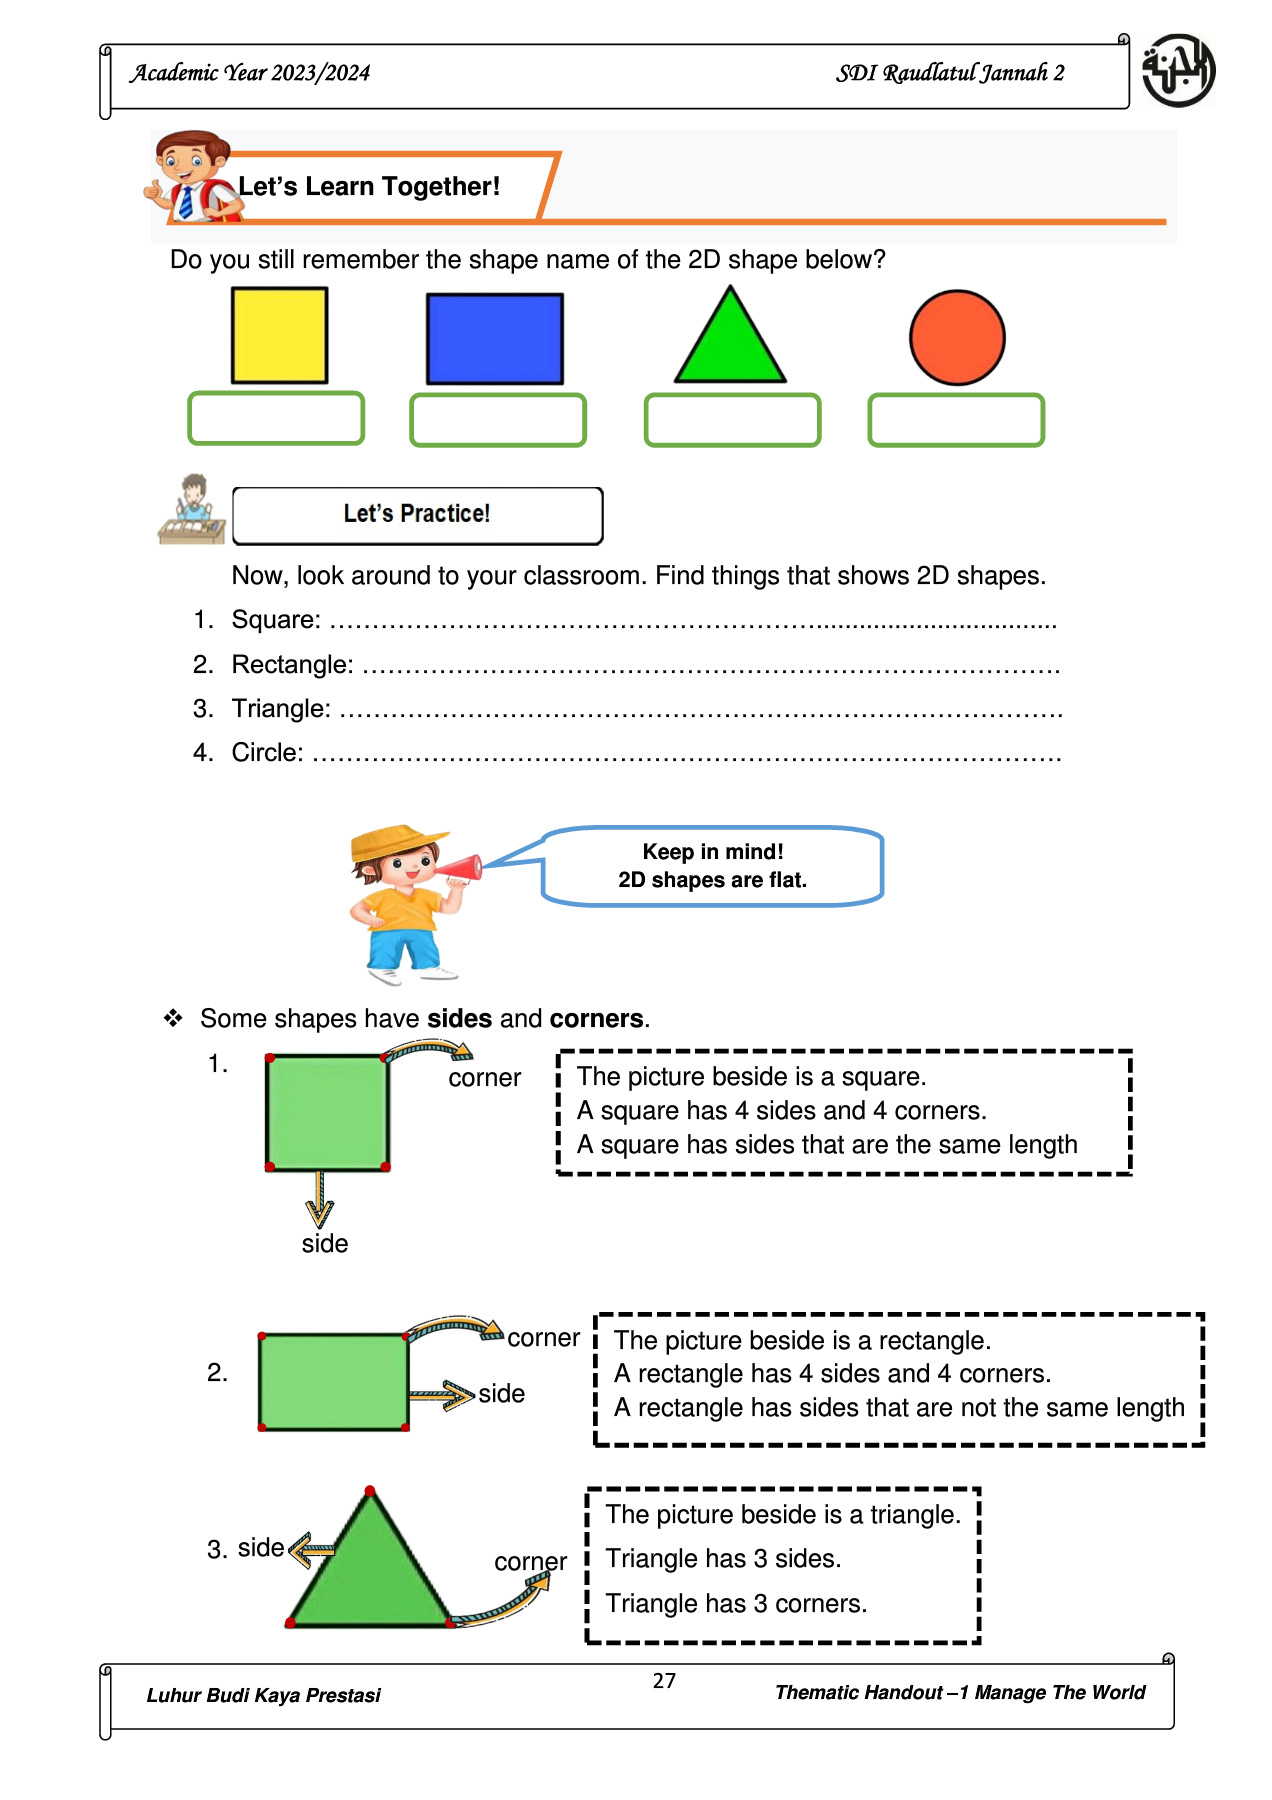 Academic Year 2023/2024 SDI Raudlatul Jannah 2
Let's Learn Together!
Do you still remember the shape name of the 2D shape below?
Let's Practice!
Now, look around to your classroom. Find things that shows 2D shapes.
1. Square: ……………………………………………………..................................
2. Rectangle: ………………………………………………………………………
3. Triangle: …………………………………………………………………………
4. Circle: ……………………………………………………………………………
Keep in mind!
2D shapes are flat.
❖ Some shapes have sides and corners.
1.
corner
side
The picture beside is a square.
A square has 4 sides and 4 corners.
A square has sides that are the same length
2.
corner
side
The picture beside is a rectangle.
A rectangle has 4 sides and 4 corners.
A rectangle has sides that are not the same length
3. side
corner
The picture beside is a triangle.
Triangle has 3 sides.
Triangle has 3 corners.
27
Luhur Budi Kaya Prestasi Thematic Handout –1 Manage The World